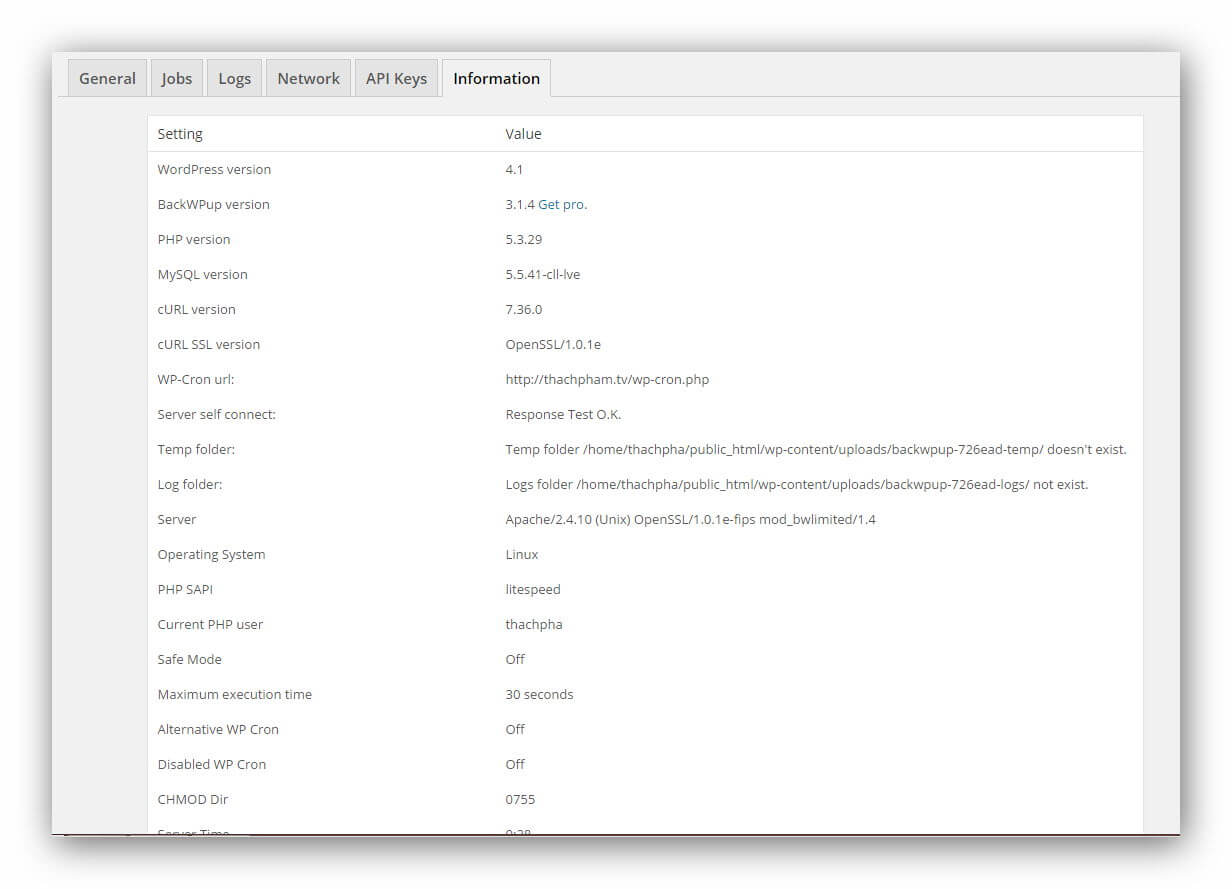 General Jobs Logs Network API Keys Information
Setting Value
WordPress version 4.1
BackWPup version 3.1.4 Get pro.
PHP version 5.3.29
MySQL version 5.5.41-cll-lve
cURL version 7.36.0
cURL SSL version OpenSSL/1.0.1e
WP-Cron url: http://thachpham.tv/wp-cron.php
Server self connect: Response Test O.K.
Temp folder: Temp folder /home/thachpha/public_html/wp-content/uploads/backwpup-726ead-temp/ doesn't exist.
Log folder: Logs folder /home/thachpha/public_html/wp-content/uploads/backwpup-726ead-logs/ not exist.
Server Apache/2.4.10 (Unix) OpenSSL/1.0.1e-fips mod_bwlimited/1.4
Operating System Linux
PHP SAPI litespeed
Current PHP user thachpha
Safe Mode Off
Maximum execution time 30 seconds
Alternative WP Cron Off
Disabled WP Cron Off
CHMOD Dir 0755
Server Time